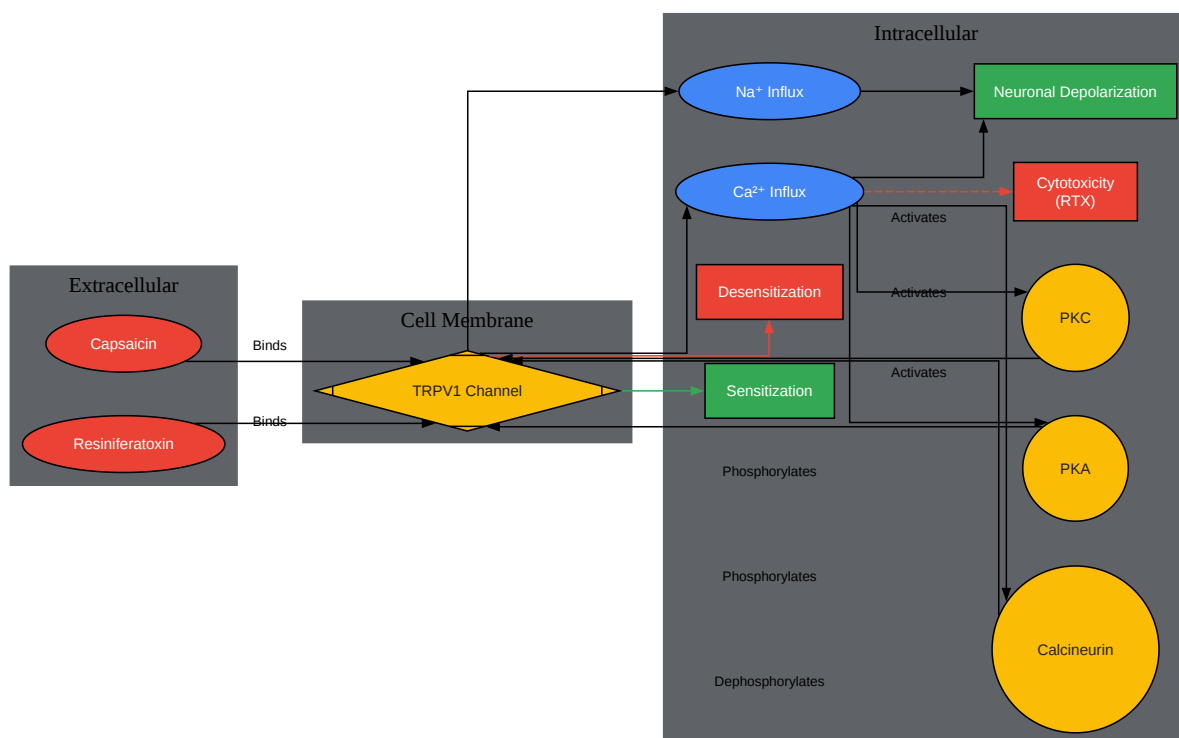 Intracellular
Na⁺ Influx
Neuronal Depolarization
Ca²⁺ Influx
Cytotoxicity
(RTX)
Activates
Extracellular
Cell Membrane
Desensitization
Activates
PKC
Capsaicin
Binds
TRPV1 Channel
Activates
Sensitization
Resiniferatoxin
Binds
Phosphorylates
PKA
Phosphorylates
Calcineurin
Dephosphorylates